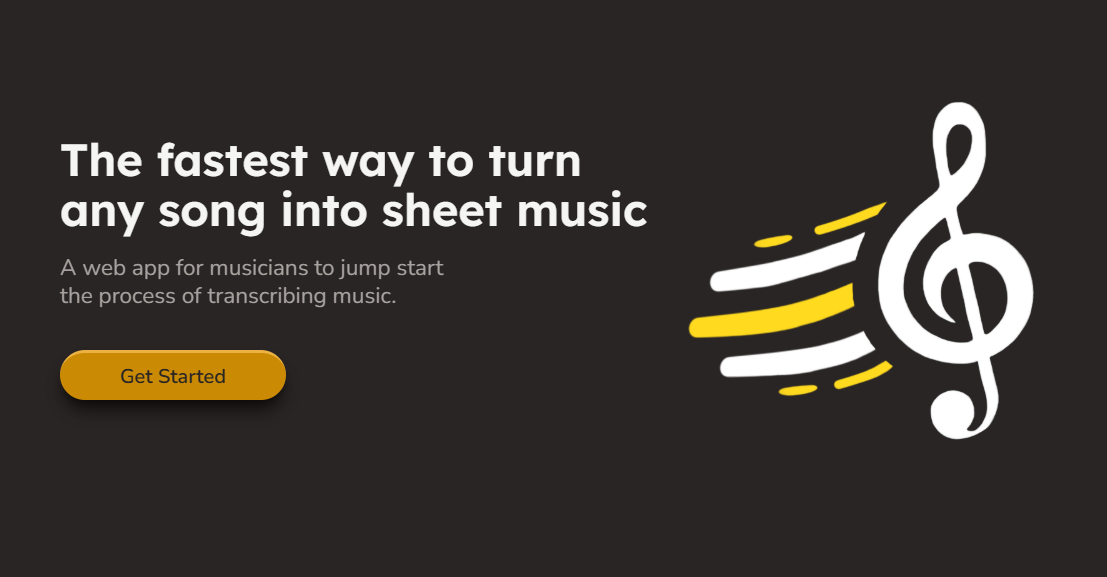 The fastest way to turn
any song into sheet music
A web app for musicians to jump start
the process of transcribing music.
Get Started